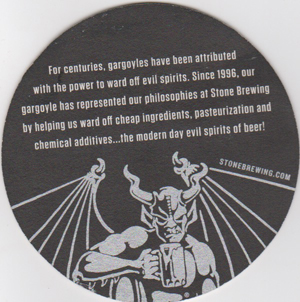 For centuries, gargoyles have been attributed
with the power to ward off evil spirits. Since 1996, our
gargoyle has represented our philosophies at Stone Brewing
by helping us ward off cheap ingredients, pasteurization and
chemical additives...the modern day evil spirits of beer!
STONEBREWING.COM